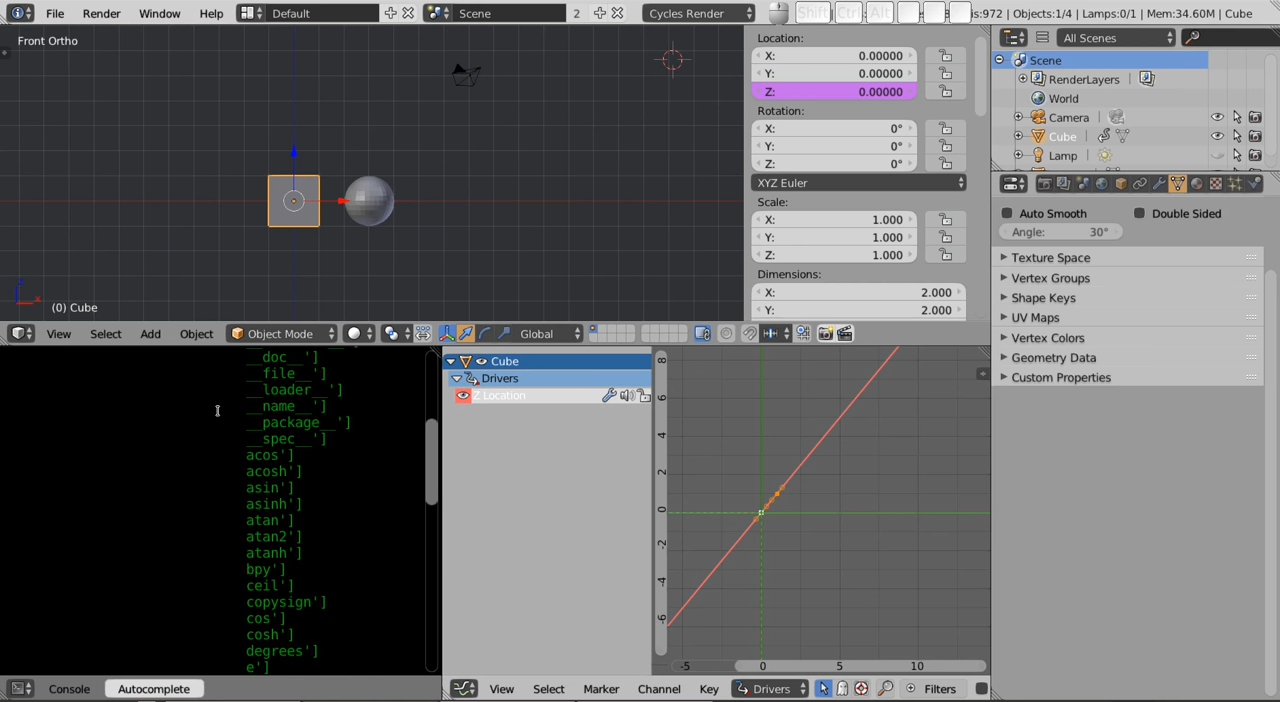 File Render Window Help Default Scene 2 Cycles Render Shift Ctrl Alt s:972 | Objects:1/4 | Lamps:0/1 | Mem:34.60M | Cube
Front Ortho
(0) Cube
View Select Add Object Object Mode Global
Location:
X: 0.00000
Y: 0.00000
Z: 0.00000
Rotation:
X: 0°
Y: 0°
Z: 0°
XYZ Euler
Scale:
X: 1.000
Y: 1.000
Z: 1.000
Dimensions:
X: 2.000
Y: 2.000
View All Scenes
Scene
RenderLayers
World
Camera
Cube
Lamp
Auto Smooth Double Sided
Angle: 30°
Texture Space
Vertex Groups
Shape Keys
UV Maps
Vertex Colors
Geometry Data
Custom Properties
__doc__']
__file__']
__loader__']
__name__']
__package__']
__spec__']
acos']
acosh']
asin']
asinh']
atan']
atan2']
atanh']
bpy']
ceil']
copysign']
cos']
cosh']
degrees']
e']
Console Autocomplete
Cube
Drivers
Z Location
8
6
4
2
0
-2
-4
-6
-5 0 5 10
View Select Marker Channel Key Drivers Filters